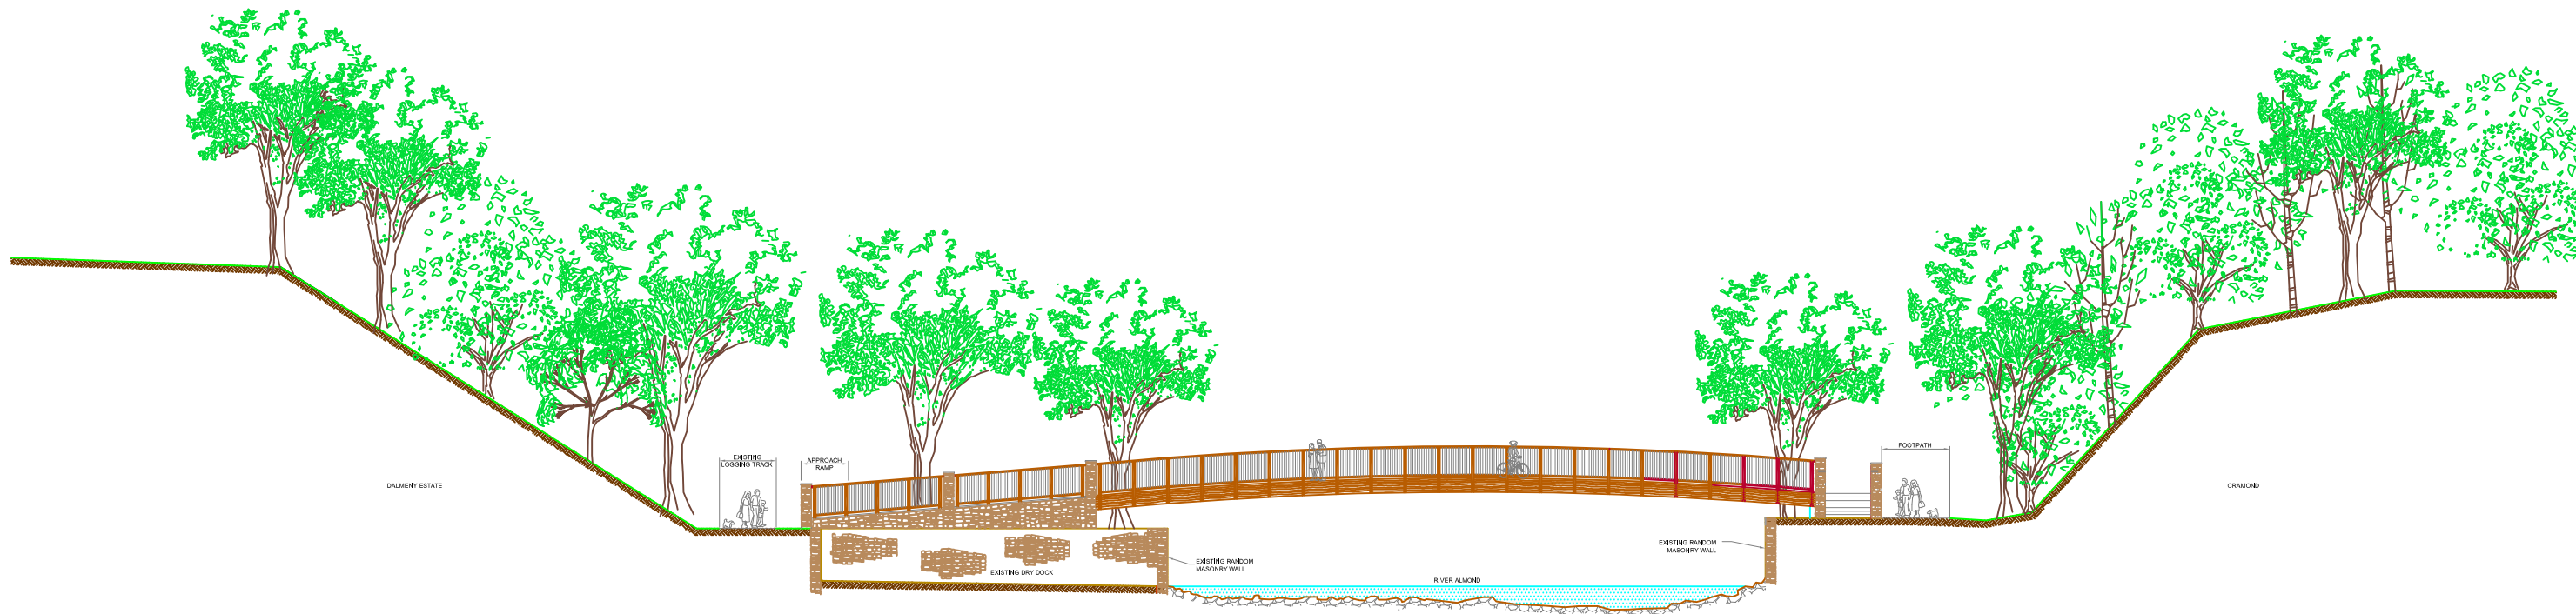 EXISTING
LOGGING TRACK
APPROACH
RAMP
FOOTPATH
DALMENY ESTATE
CRAMOND
EXISTING DRY DOCK
EXISTING RANDOM
MASONRY WALL
RIVER ALMOND
EXISTING RANDOM
MASONRY WALL